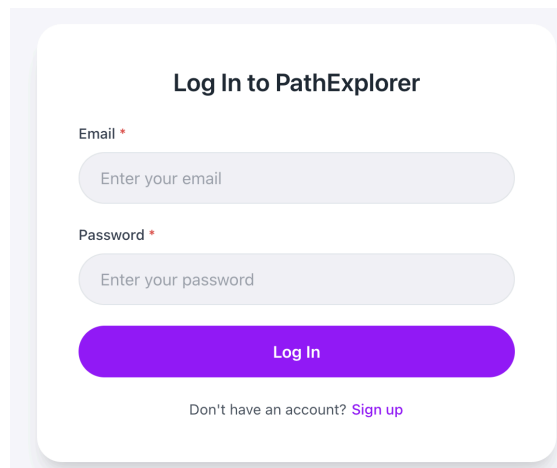 Log In to PathExplorer
Email *
Enter your email
Password *
Enter your password
Log In
Don't have an account? Sign up